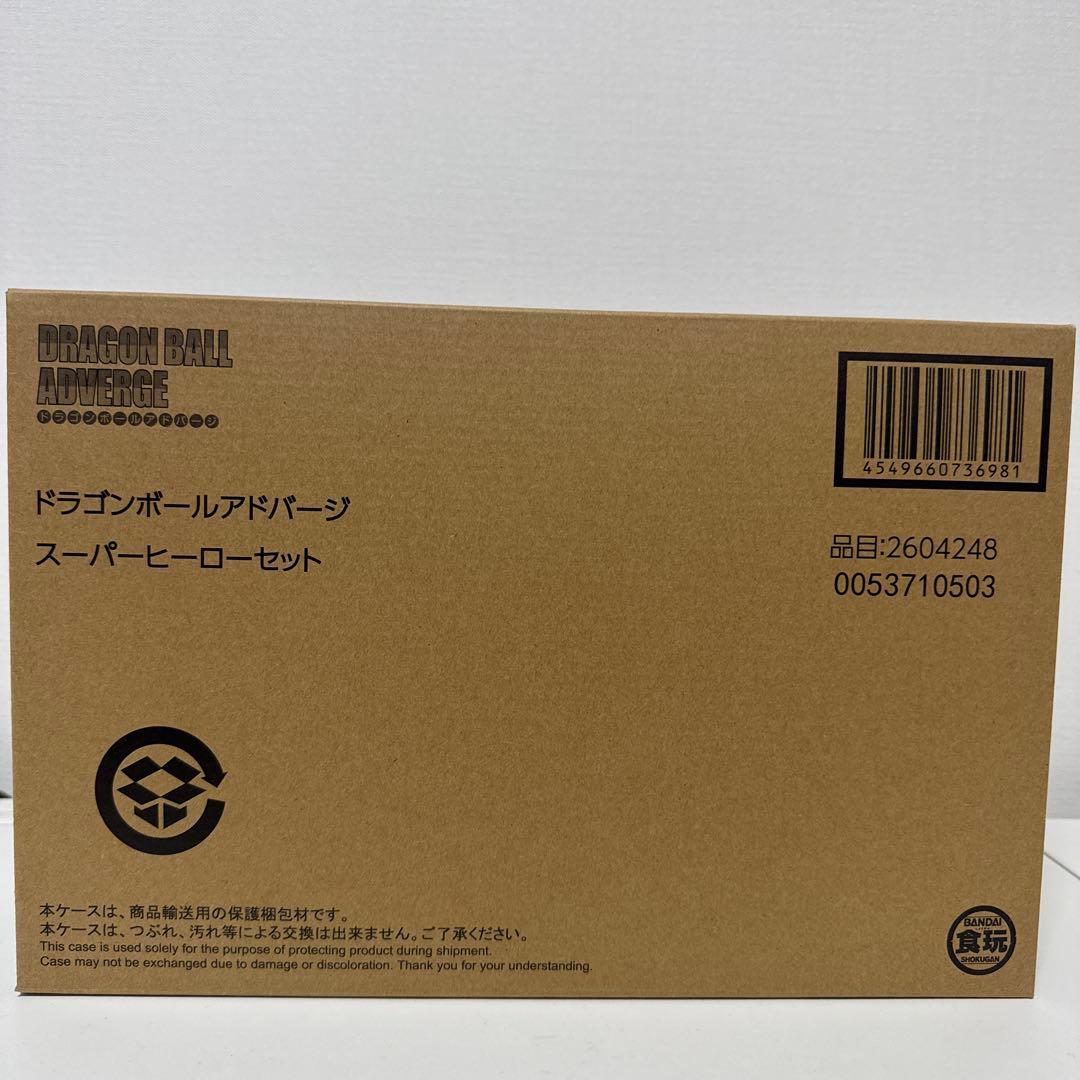 DRAGON BALL
ADVERGE
ドラゴンボールアドバージ
ドラゴンボールアドバージ
スーパーヒーローセット
4549660736981
品目:2604248
0053710503
本ケースは、商品輸送用の保護梱包材です。
本ケースは、つぶれ、汚れ等による交換は出来ません。ご了承ください。
This case is used solely for the purpose of protecting product during shipment.
Case may not be exchanged due to damage or discoloration. Thank you for your understanding.
BANDAI
食玩
SHOKUGAN